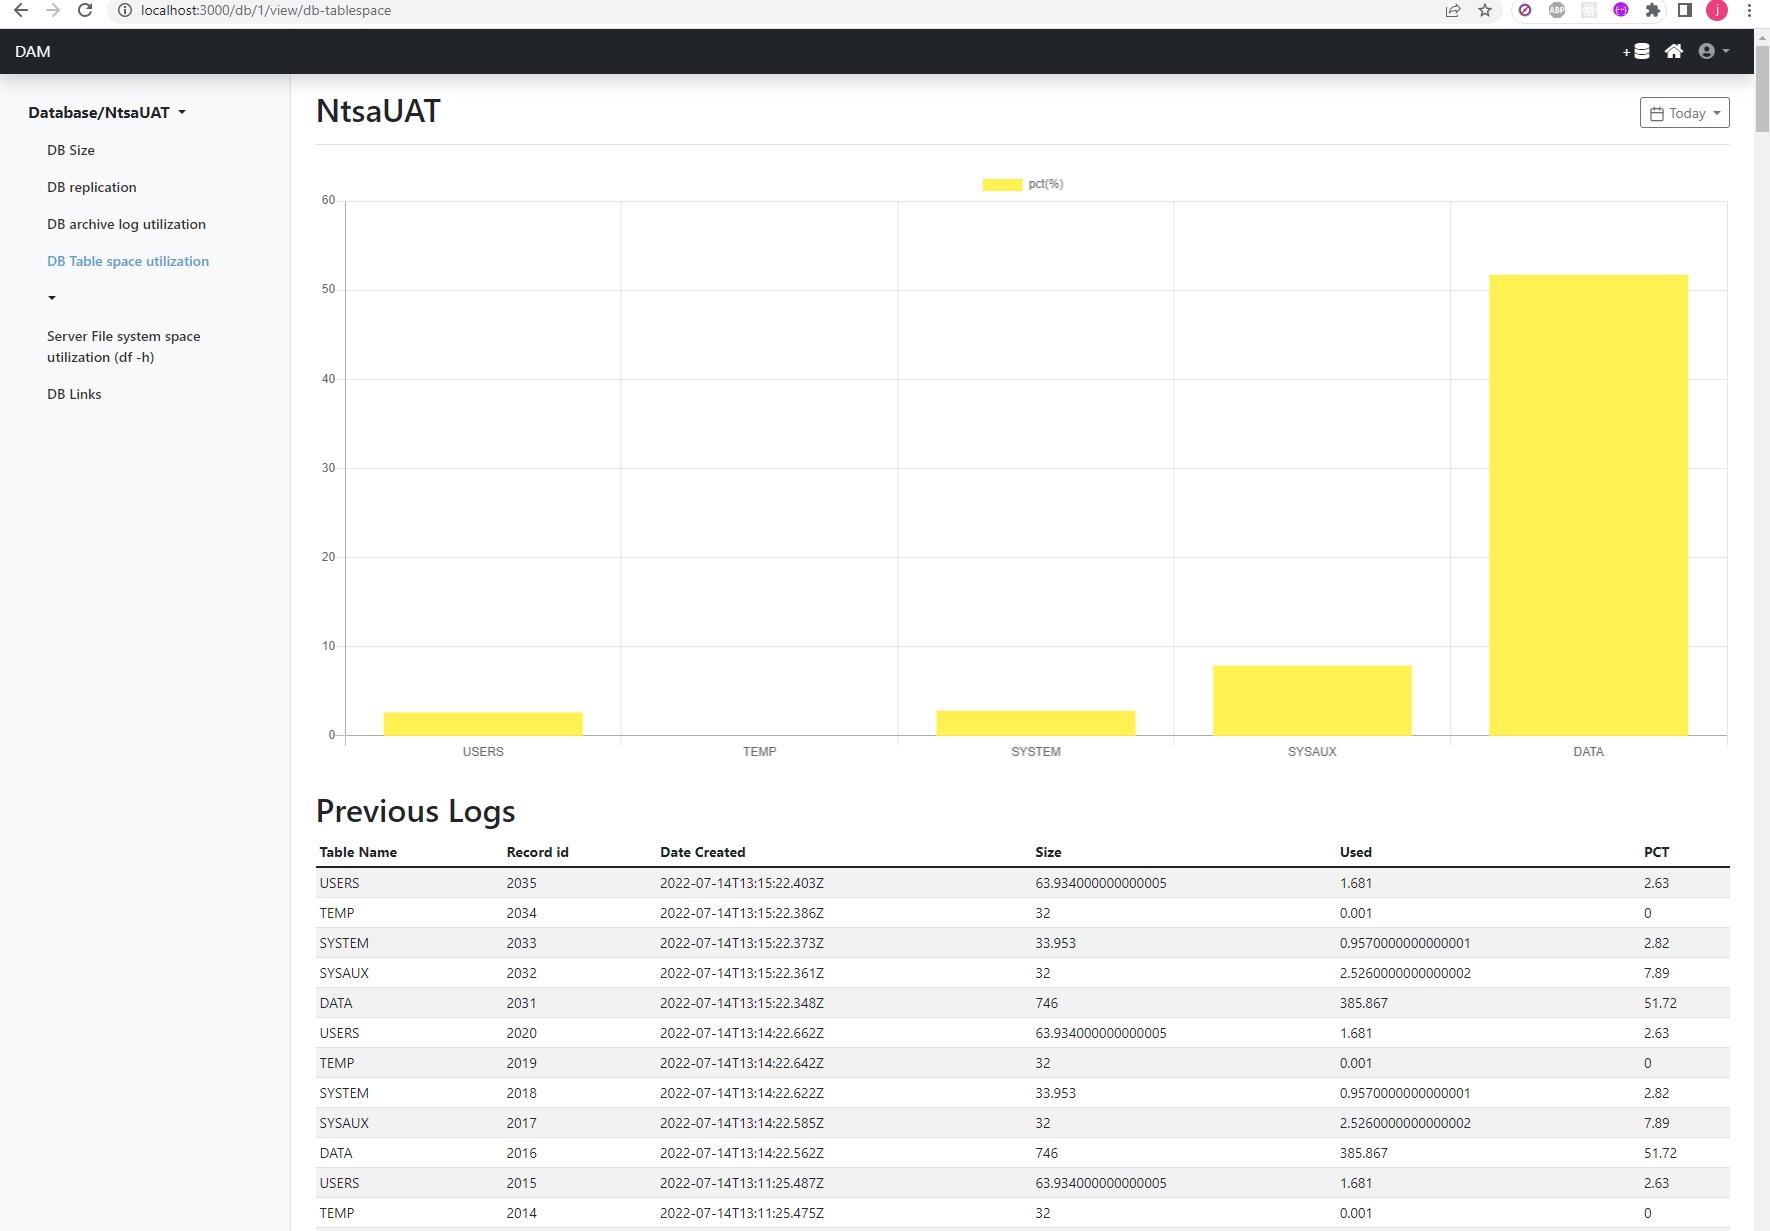 localhost:3000/db/1/view/db-tablespace
ABP
j
DAM
+
Database/NtsaUAT
DB Size
DB replication
DB archive log utilization
DB Table space utilization
Server File system space
utilization (df -h)
DB Links
NtsaUAT
Today
pct(%)
60
50
40
30
20
10
0
USERS TEMP SYSTEM SYSAUX DATA
Previous Logs
Table Name Record id Date Created Size Used PCT
USERS 2035 2022-07-14T13:15:22.403Z 63.934000000000005 1.681 2.63
TEMP 2034 2022-07-14T13:15:22.386Z 32 0.001 0
SYSTEM 2033 2022-07-14T13:15:22.373Z 33.953 0.9570000000000001 2.82
SYSAUX 2032 2022-07-14T13:15:22.361Z 32 2.5260000000000002 7.89
DATA 2031 2022-07-14T13:15:22.348Z 746 385.867 51.72
USERS 2020 2022-07-14T13:14:22.662Z 63.934000000000005 1.681 2.63
TEMP 2019 2022-07-14T13:14:22.642Z 32 0.001 0
SYSTEM 2018 2022-07-14T13:14:22.622Z 33.953 0.9570000000000001 2.82
SYSAUX 2017 2022-07-14T13:14:22.585Z 32 2.5260000000000002 7.89
DATA 2016 2022-07-14T13:14:22.562Z 746 385.867 51.72
USERS 2015 2022-07-14T13:11:25.487Z 63.934000000000005 1.681 2.63
TEMP 2014 2022-07-14T13:11:25.475Z 32 0.001 0